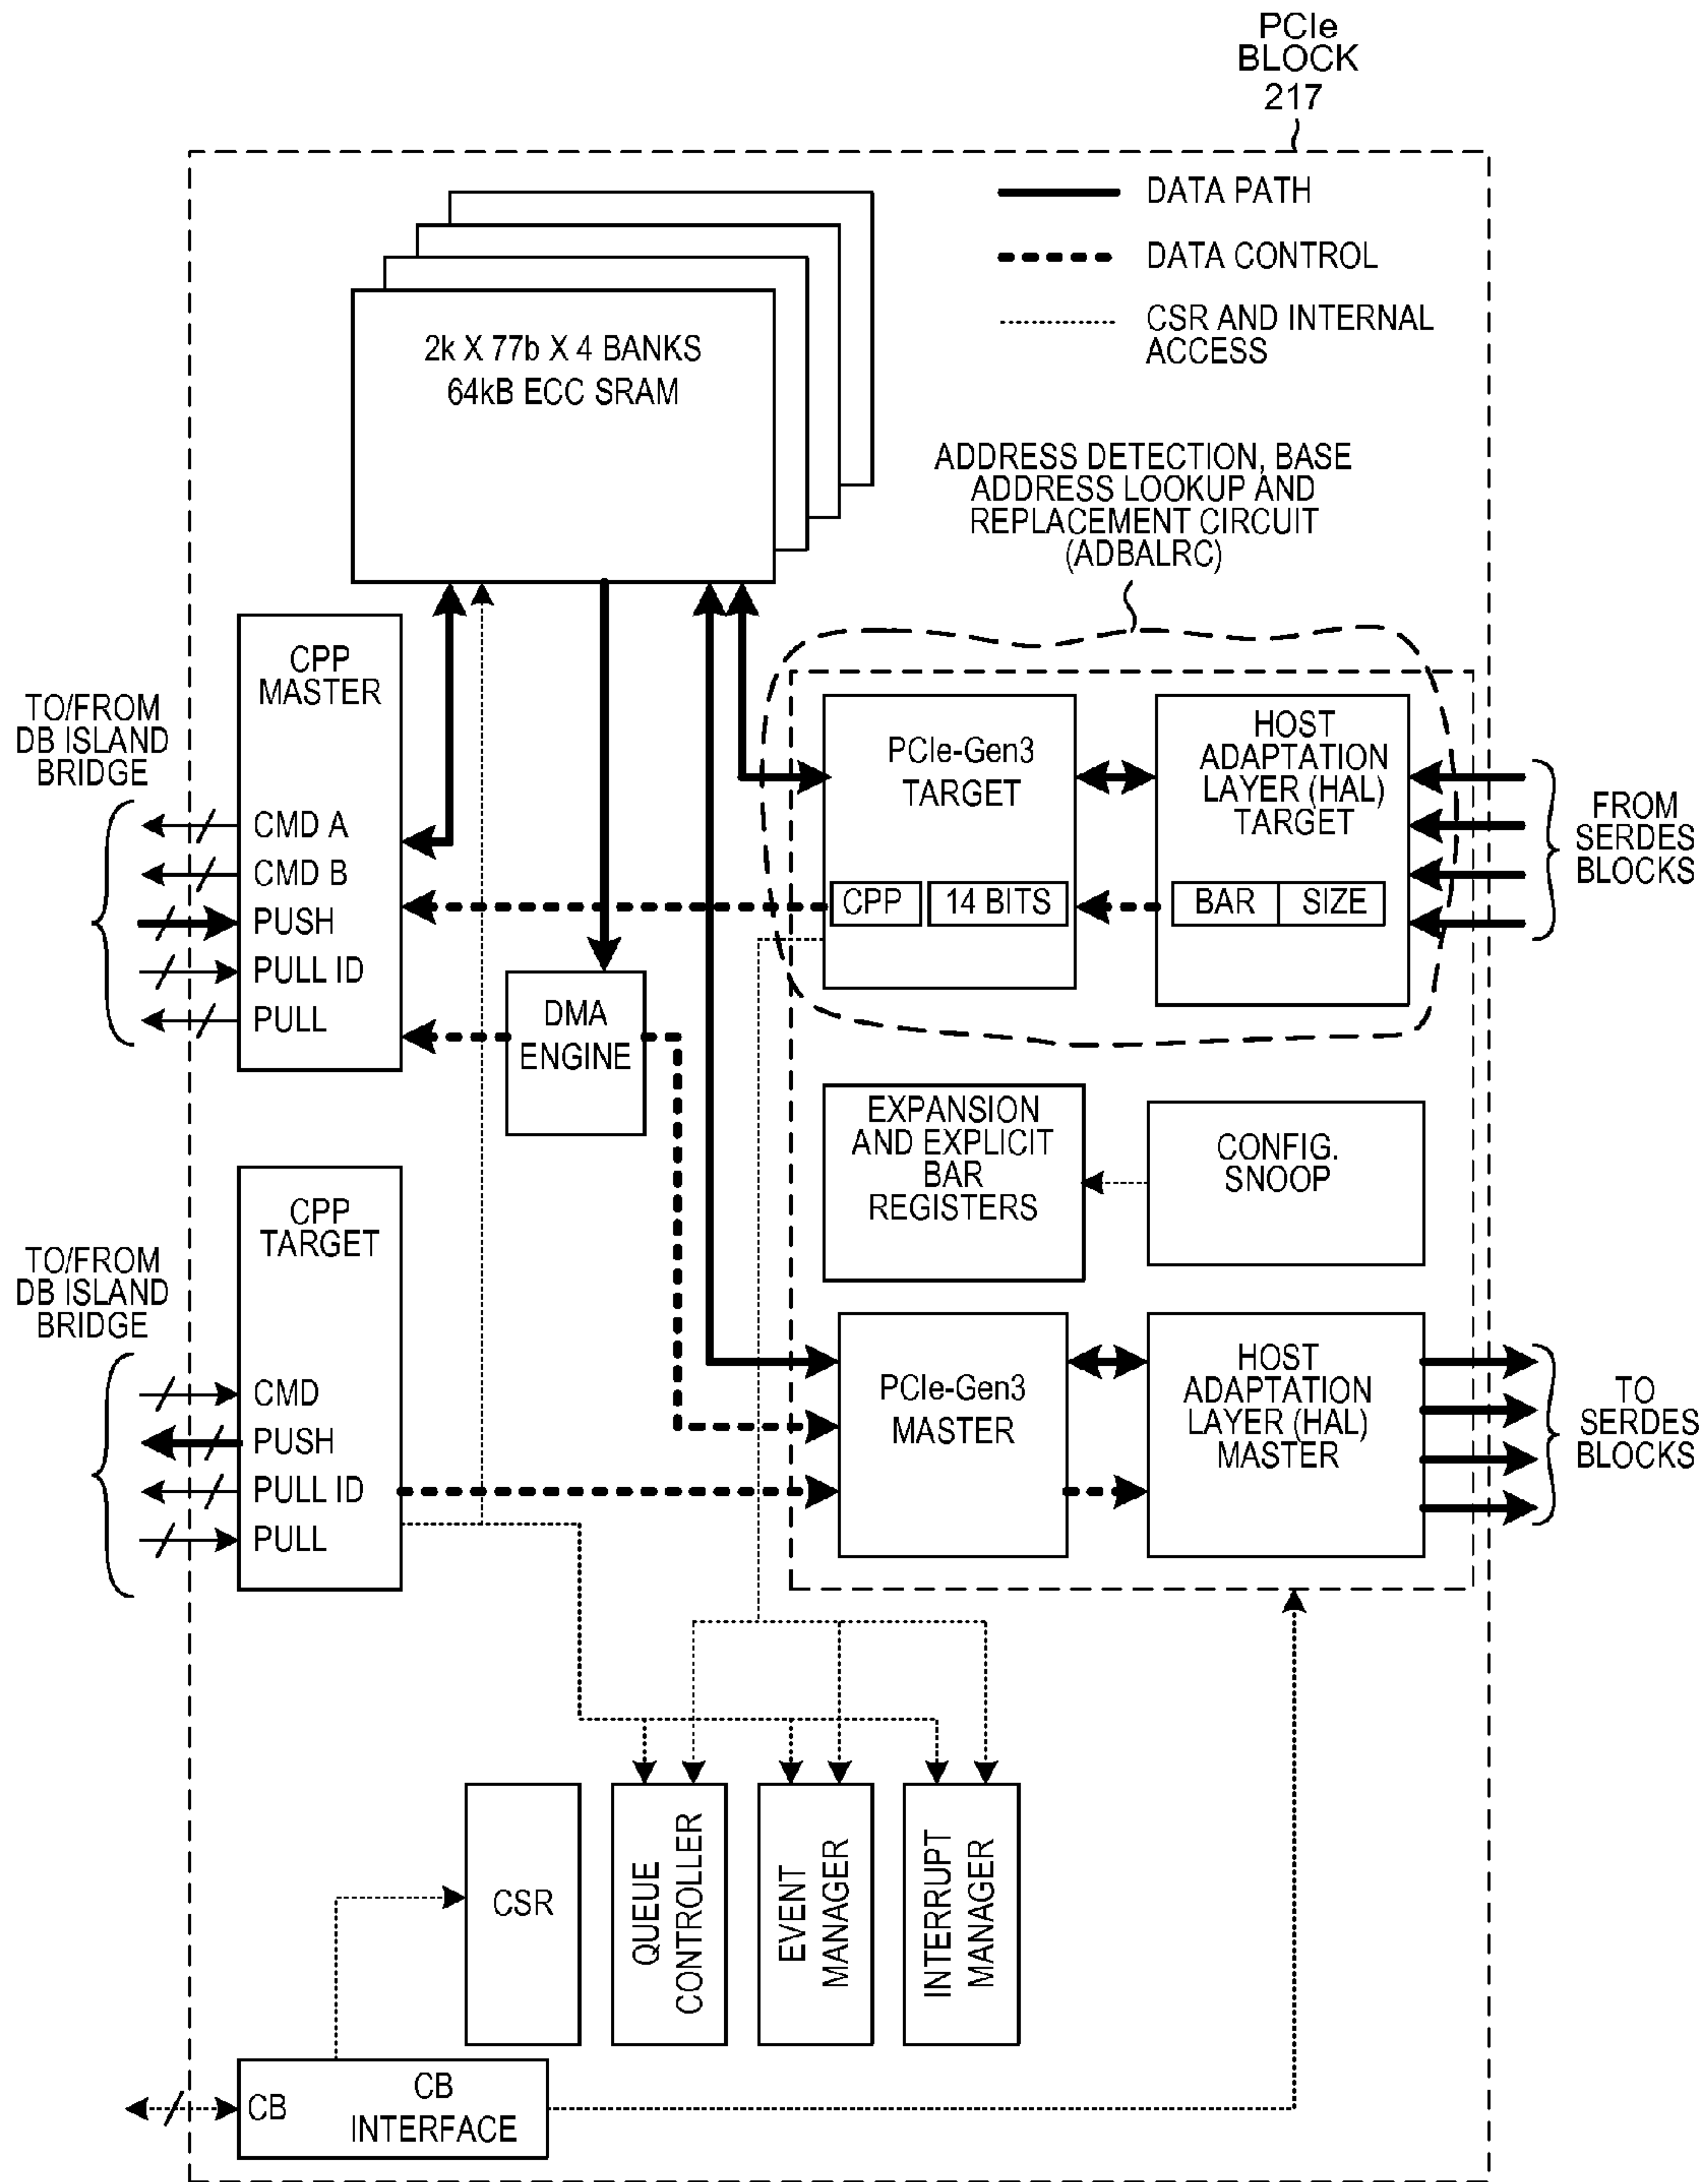 PCIe
BLOCK
217
DATA PATH
DATA CONTROL
CSR AND INTERNAL
ACCESS
2k X 77b X 4 BANKS
64kB ECC SRAM
ADDRESS DETECTION, BASE
ADDRESS LOOKUP AND
REPLACEMENT CIRCUIT
(ADBALRC)
CPP
MASTER
TO/FROM
DB ISLAND
BRIDGE
CMD A
CMD B
PUSH
PULL ID
PULL
PCIe-Gen3
TARGET
CPP
14 BITS
HOST
ADAPTATION
LAYER (HAL)
TARGET
BAR
SIZE
FROM
SERDES
BLOCKS
DMA
ENGINE
EXPANSION
AND EXPLICIT
BAR
REGISTERS
CONFIG.
SNOOP
CPP
TARGET
TO/FROM
DB ISLAND
BRIDGE
CMD
PUSH
PULL ID
PULL
PCIe-Gen3
MASTER
HOST
ADAPTATION
LAYER (HAL)
MASTER
TO
SERDES
BLOCKS
CSR
QUEUE
CONTROLLER
EVENT
MANAGER
INTERRUPT
MANAGER
CB
CB
INTERFACE